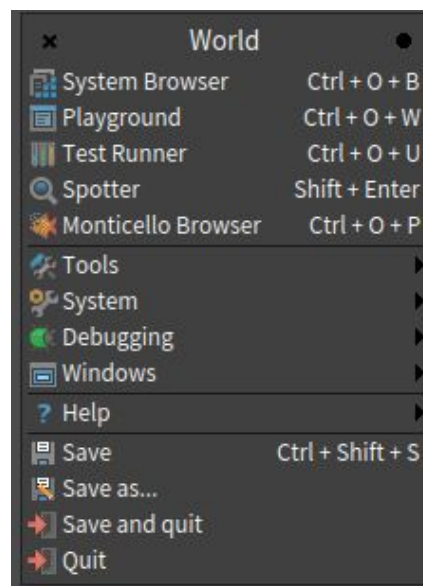 World
System Browser Ctrl + O + B
Playground Ctrl + O + W
Test Runner Ctrl + O + U
Spotter Shift + Enter
Monticello Browser Ctrl + O + P
Tools
System
Debugging
Windows
Help
Save Ctrl + Shift + S
Save as...
Save and quit
Quit